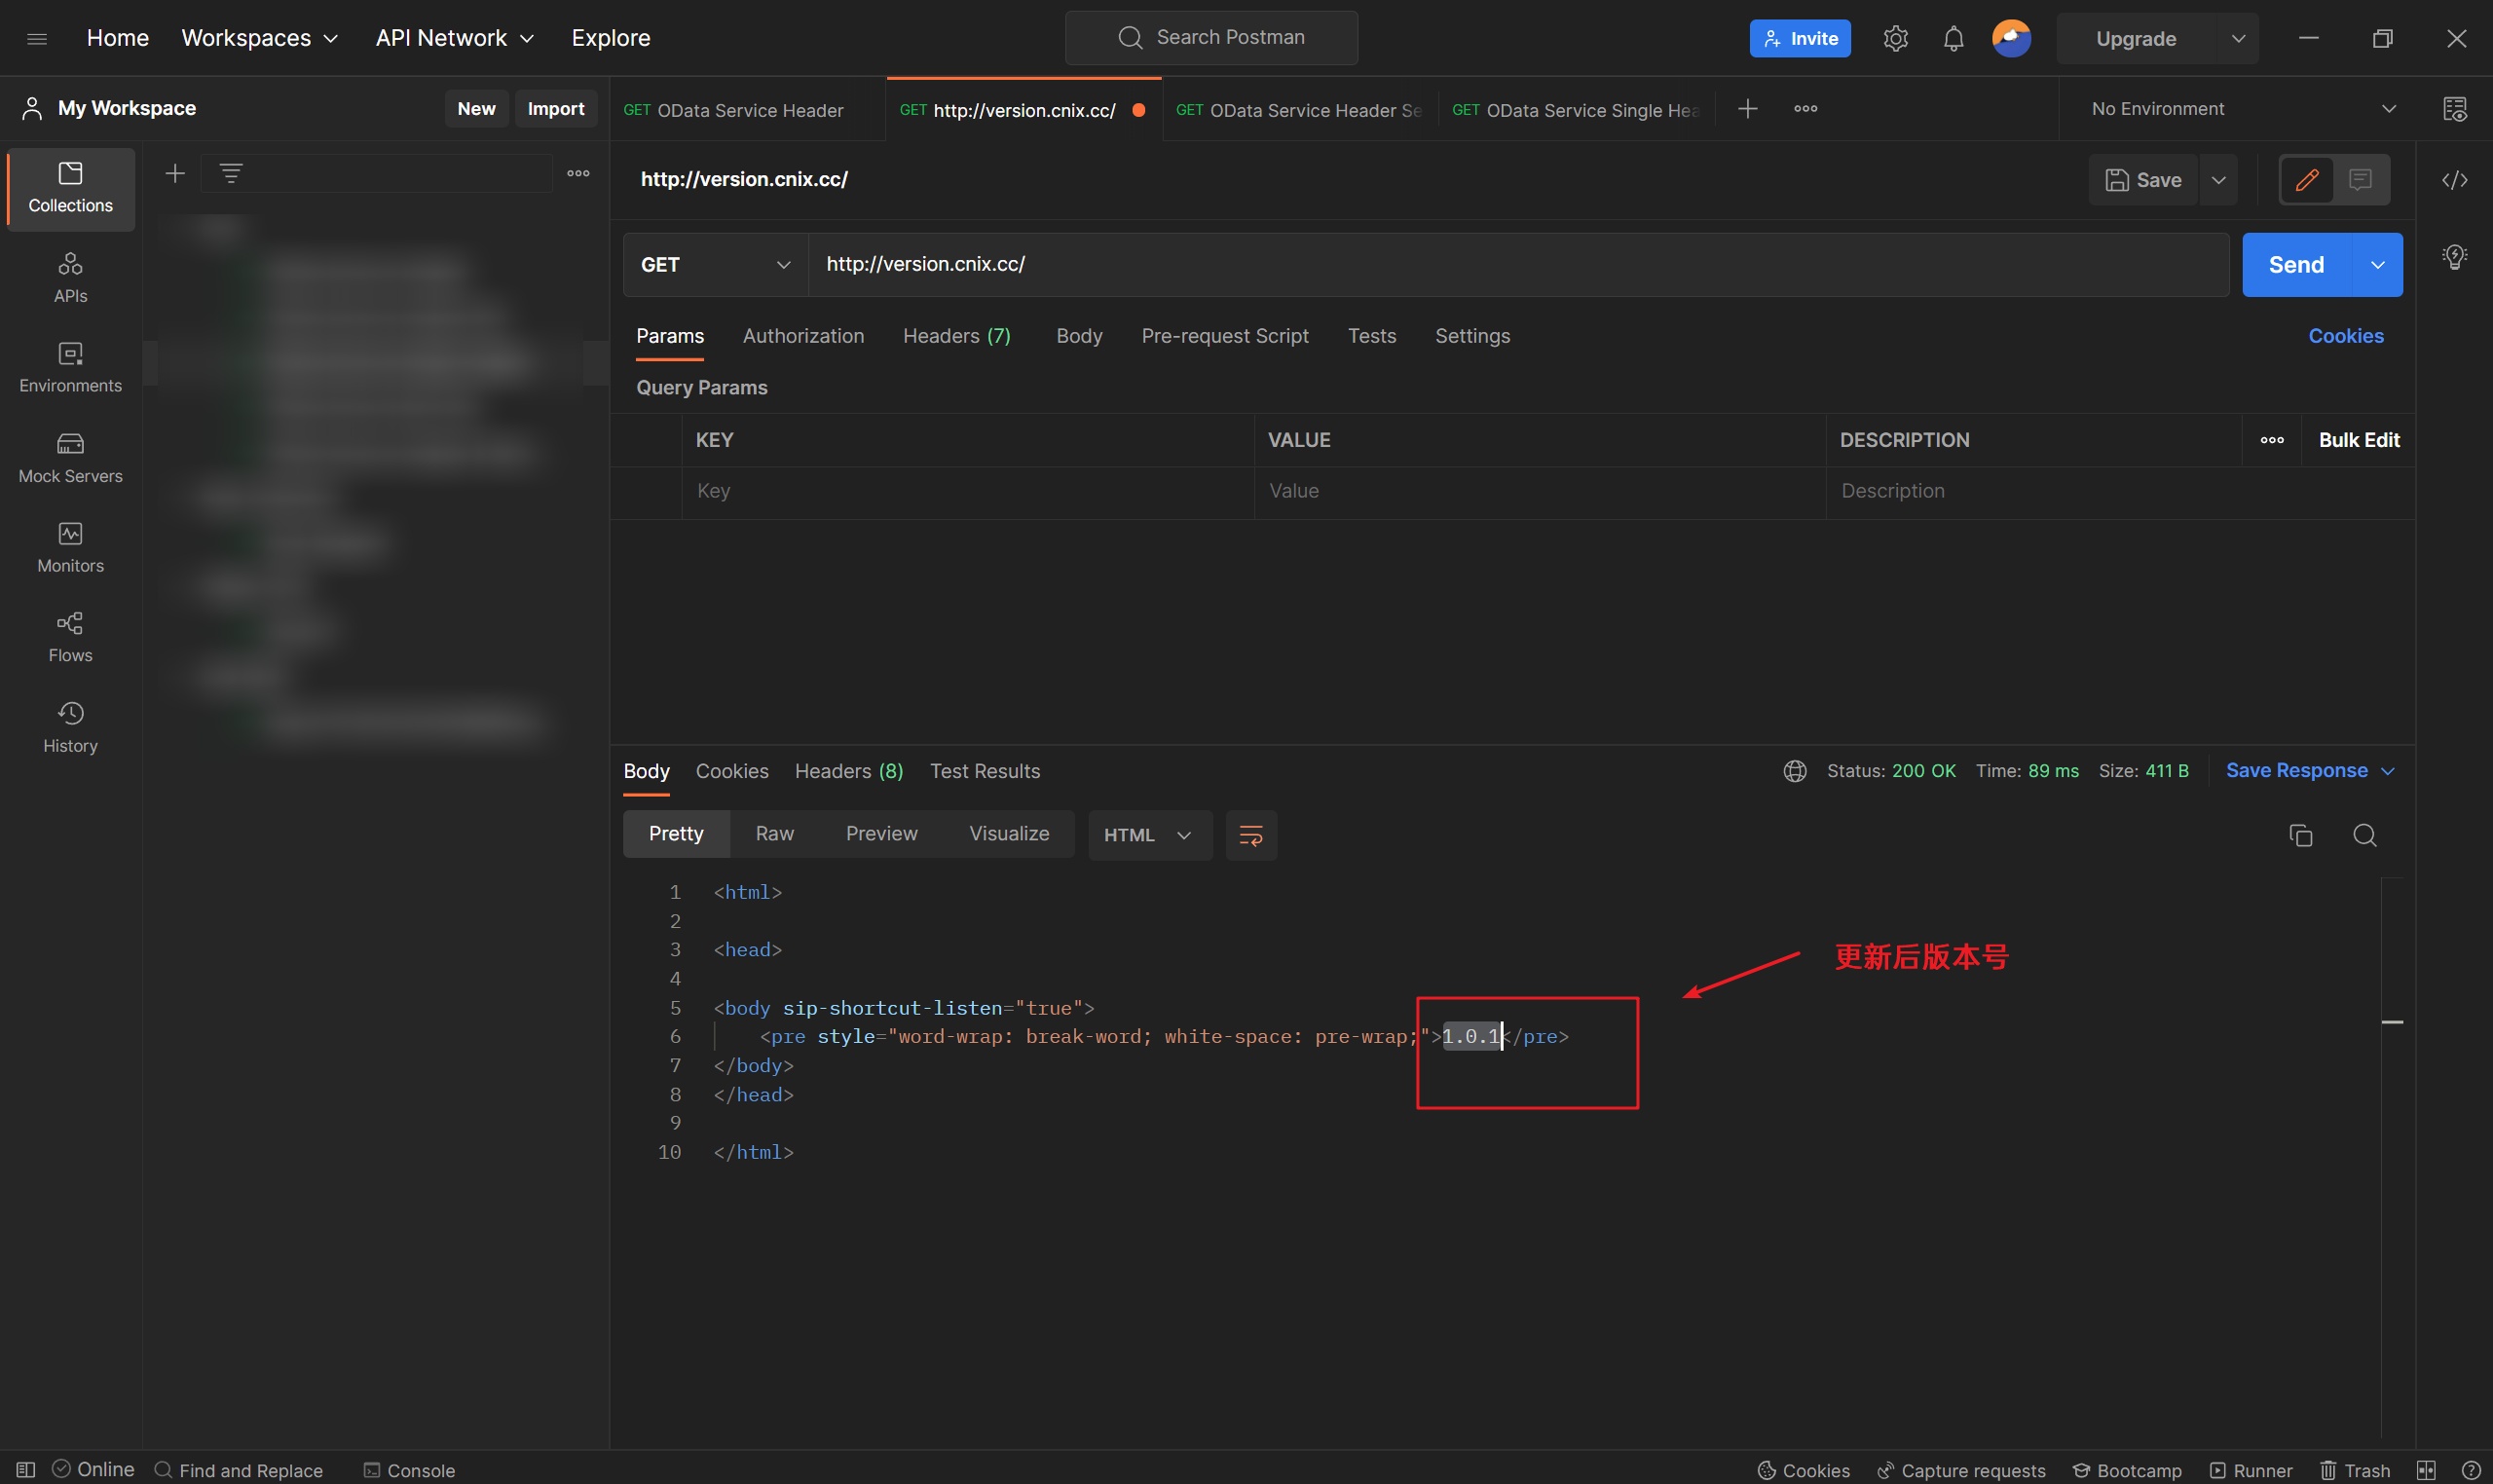 Home Workspaces API Network Explore Search Postman Invite Upgrade
My Workspace New Import GET OData Service Header GET http://version.cnix.cc/ GET OData Service Header Se GET OData Service Single Hea No Environment
Collections
APIs
Environments
Mock Servers
Monitors
Flows
History
http://version.cnix.cc/ Save
GET http://version.cnix.cc/ Send
Params Authorization Headers (7) Body Pre-request Script Tests Settings Cookies
Query Params
KEY VALUE DESCRIPTION Bulk Edit
Key Value Description
Body Cookies Headers (8) Test Results Status: 200 OK Time: 89 ms Size: 411 B Save Response
Pretty Raw Preview Visualize HTML
1 <html>
2
3 <head>
4
更新后版本号
5 <body sip-shortcut-listen="true">
6 <pre style="word-wrap: break-word; white-space: pre-wrap;">1.0.1</pre>
7 </body>
8 </head>
9
10 </html>
Online Find and Replace Console Cookies Capture requests Bootcamp Runner Trash